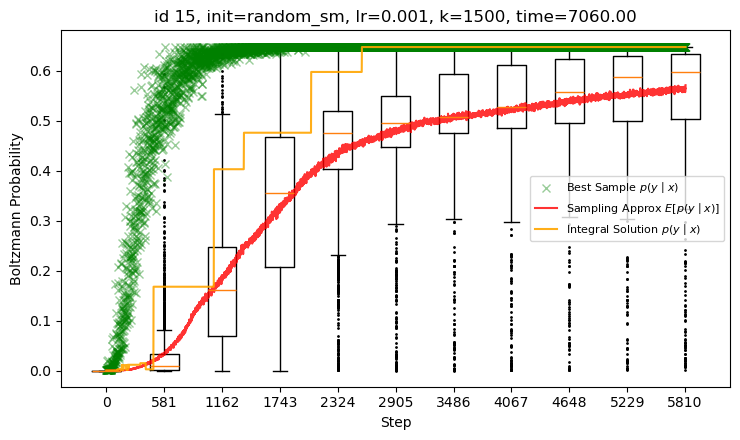 id 15, init=random_sm, lr=0.001, k=1500, time=7060.00
Boltzmann Probability
0.6
0.5
0.4
0.3
0.2
0.1
0.0
Best Sample p(y | x)
Sampling Approx E[p(y | x)]
Integral Solution p(y | x)
0 581 1162 1743 2324 2905 3486 4067 4648 5229 5810
Step